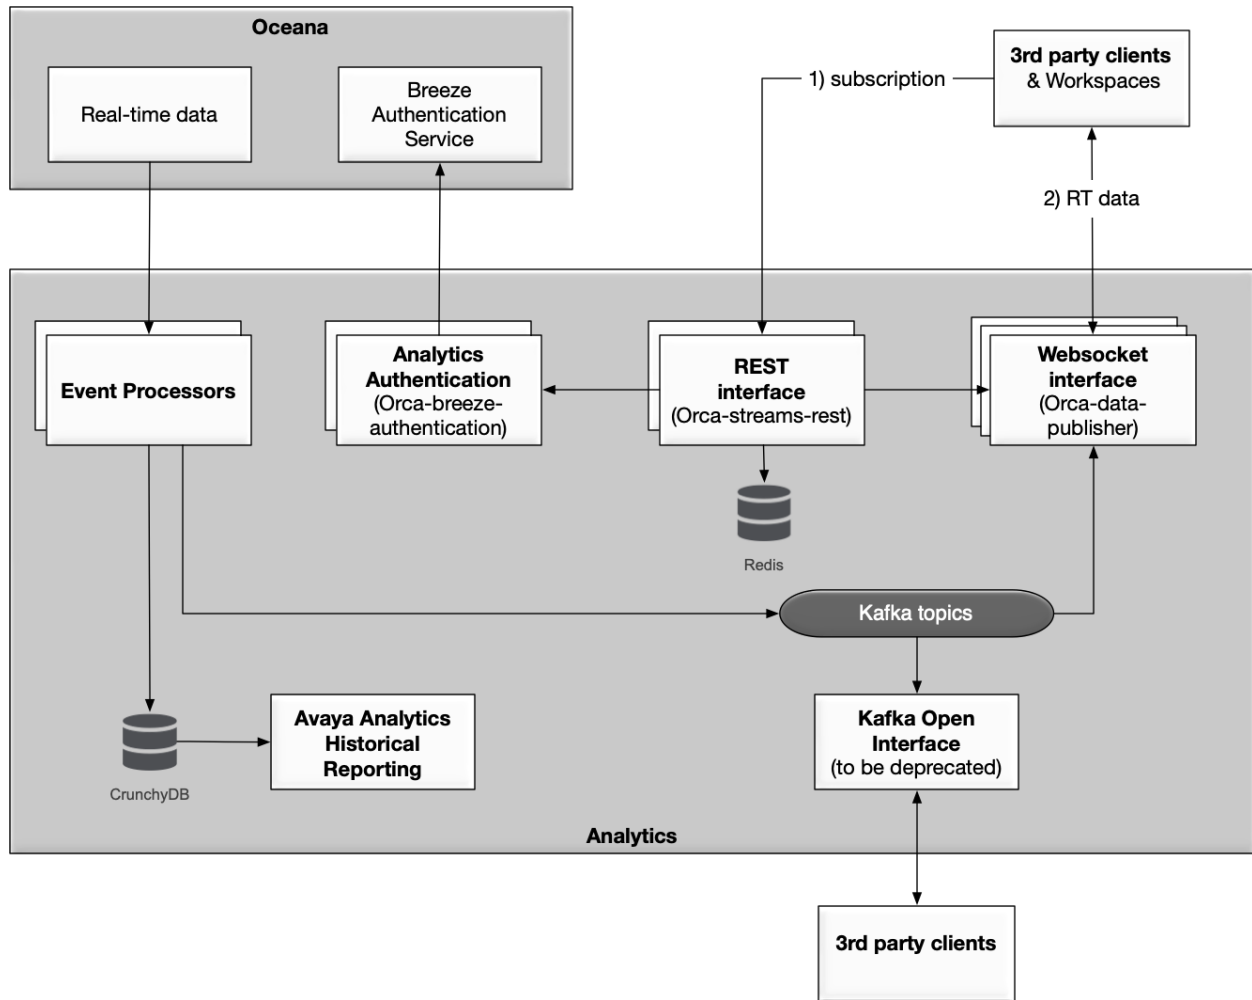 Oceana
Real-time data
Breeze
Authentication
Service
1) subscription
3rd party clients
& Workspaces
2) RT data
Event Processors
Analytics
Authentication
(Orca-breeze-
authentication)
REST
interface
(Orca-streams-rest)
Websocket
interface
(Orca-data-
publisher)
Redis
Kafka topics
CrunchyDB
Avaya Analytics
Historical
Reporting
Kafka Open
Interface
(to be deprecated)
Analytics
3rd party clients